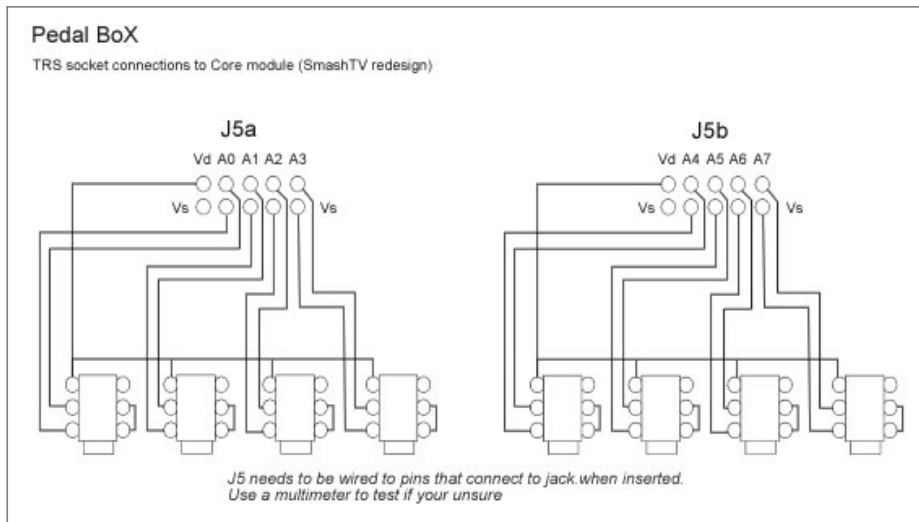 Pedal BoX
TRS socket connections to Core module (SmashTV redesign)
J5a
Vd A0 A1 A2 A3
Vs Vs
J5b
Vd A4 A5 A6 A7
Vs Vs
J5 needs to be wired to pins that connect to jack.when inserted.
Use a multimeter to test if your unsure